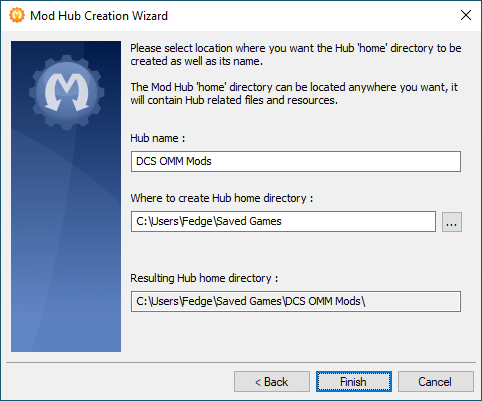 Mod Hub Creation Wizard
Please select location where you want the Hub 'home' directory to be
created as well as its name.
The Mod Hub 'home' directory can be located anywhere you want, it
will contain Hub related files and resources.
Hub name :
DCS OMM Mods
Where to create Hub home directory :
C:\Users\Fedge\Saved Games
...
Resulting Hub home directory :
C:\Users\Fedge\Saved Games\DCS OMM Mods\
< Back
Finish
Cancel